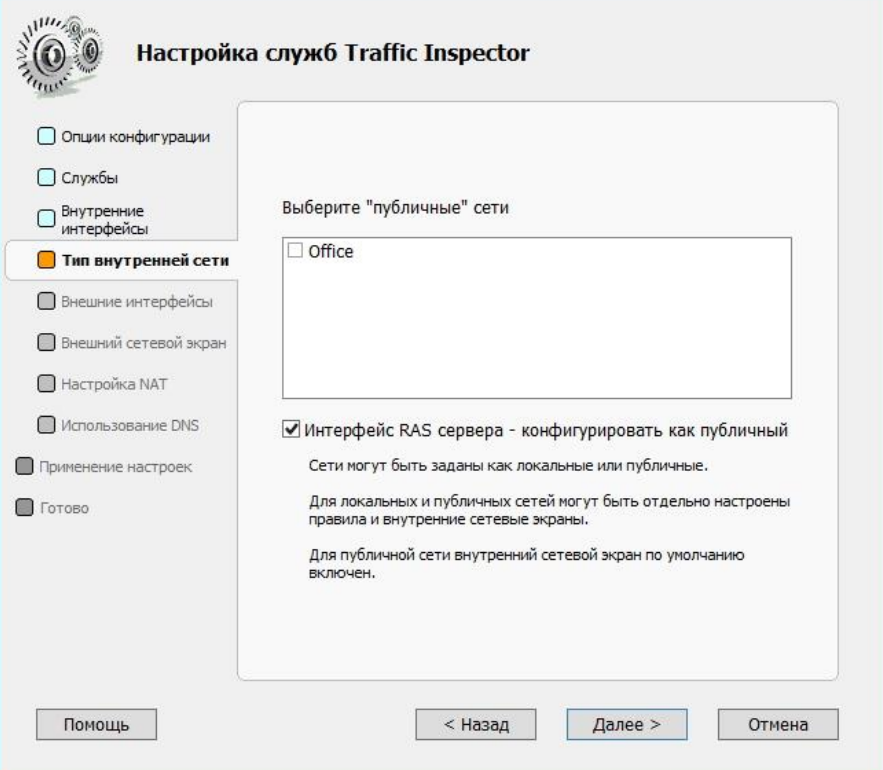 Настройка служб Traffic Inspector
Опции конфигурации
Службы
Внутренние
интерфейсы
Тип внутренней сети
Внешние интерфейсы
Внешний сетевой экран
Настройка NAT
Использование DNS
Применение настроек
Готово
Выберите "публичные" сети
Office
Интерфейс RAS сервера - конфигурировать как публичный
Сети могут быть заданы как локальные или публичные.
Для локальных и публичных сетей могут быть отдельно настроены
правила и внутренние сетевые экраны.
Для публичной сети внутренний сетевой экран по умолчанию
включен.
Помощь
< Назад
Далее >
Отмена